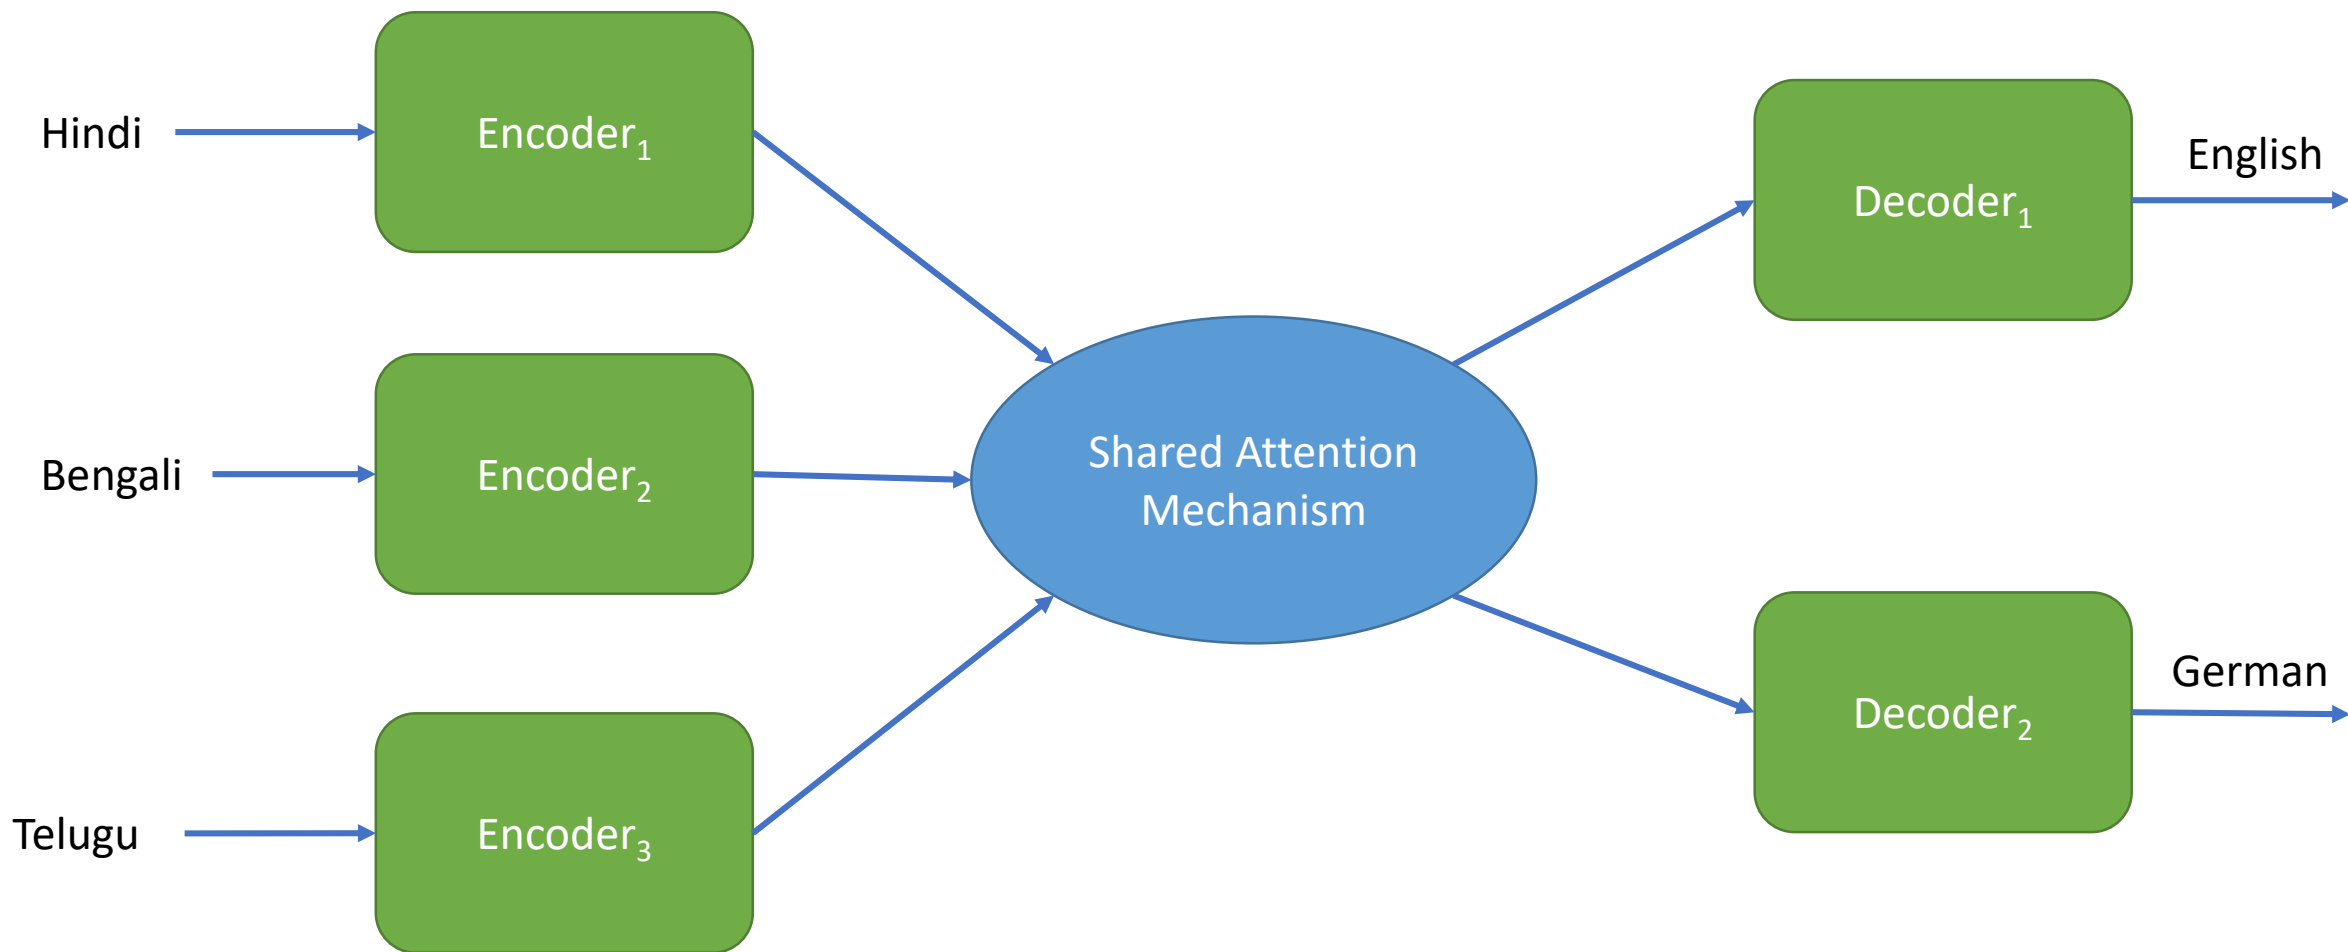 Hindi
Encoder₁
Bengali
Encoder₂
Telugu
Encoder₃
Shared Attention
Mechanism
Decoder₁
English
Decoder₂
German